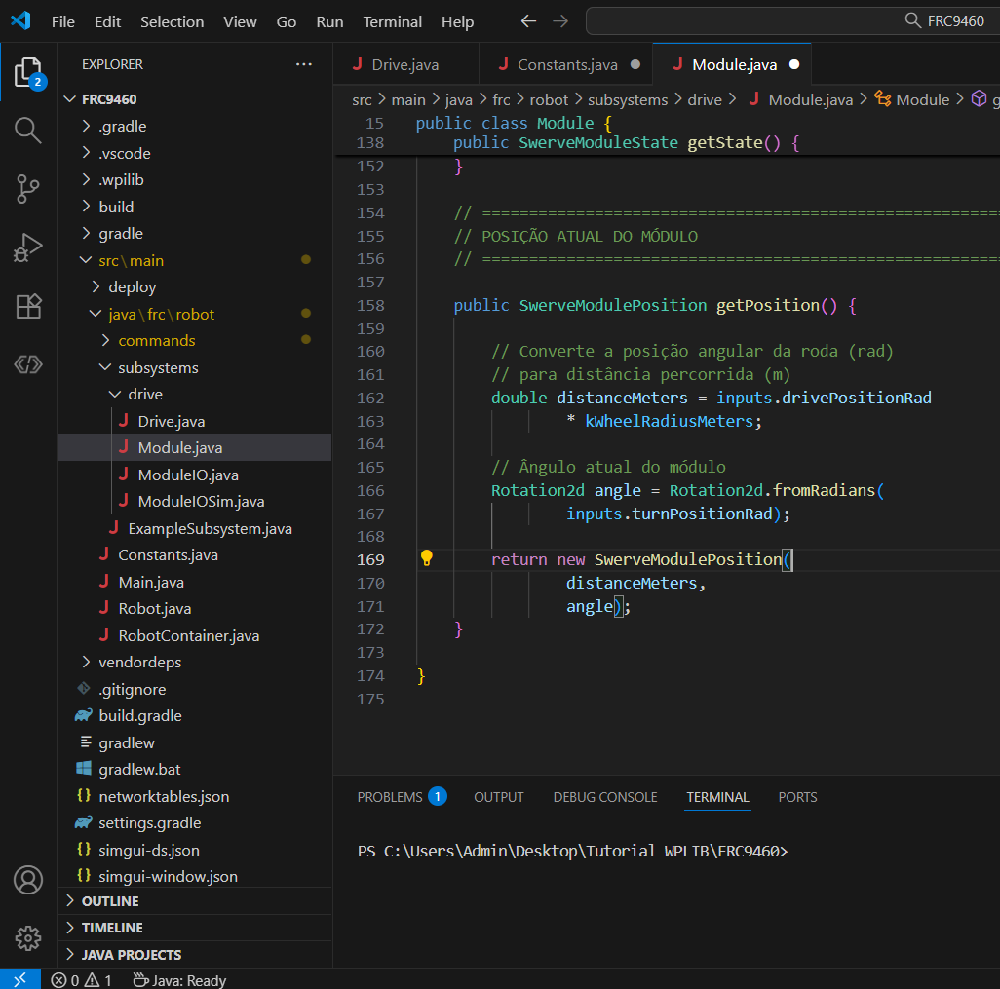 File Edit Selection View Go Run Terminal Help FRC9460
EXPLORER
FRC9460
.gradle
.vscode
.wpilib
build
gradle
src\main
deploy
java\frc\robot
commands
subsystems
drive
Drive.java
Module.java
ModuleIO.java
ModuleIOSim.java
ExampleSubsystem.java
Constants.java
Main.java
Robot.java
RobotContainer.java
vendordeps
.gitignore
build.gradle
gradlew
gradlew.bat
networktables.json
settings.gradle
simgui-ds.json
simgui-window.json
OUTLINE
TIMELINE
JAVA PROJECTS
2
Drive.java Constants.java Module.java
src > main > java > frc > robot > subsystems > drive > Module.java > Module > g
15 public class Module {
138 public SwerveModuleState getState() {
152 }
153
154 // =======================================================
155 // POSIÇÃO ATUAL DO MÓDULO
156 // =======================================================
157
158 public SwerveModulePosition getPosition() {
159
160 // Converte a posição angular da roda (rad)
161 // para distância percorrida (m)
162 double distanceMeters = inputs.drivePositionRad
163 * kWheelRadiusMeters;
164
165 // Ângulo atual do módulo
166 Rotation2d angle = Rotation2d.fromRadians(
167 inputs.turnPositionRad);
168
169 return new SwerveModulePosition(
170 distanceMeters,
171 angle);
172 }
173
174 }
175
PROBLEMS 1 OUTPUT DEBUG CONSOLE TERMINAL PORTS
PS C:\Users\Admin\Desktop\Tutorial WPLIB\FRC9460>
0 1 Java: Ready